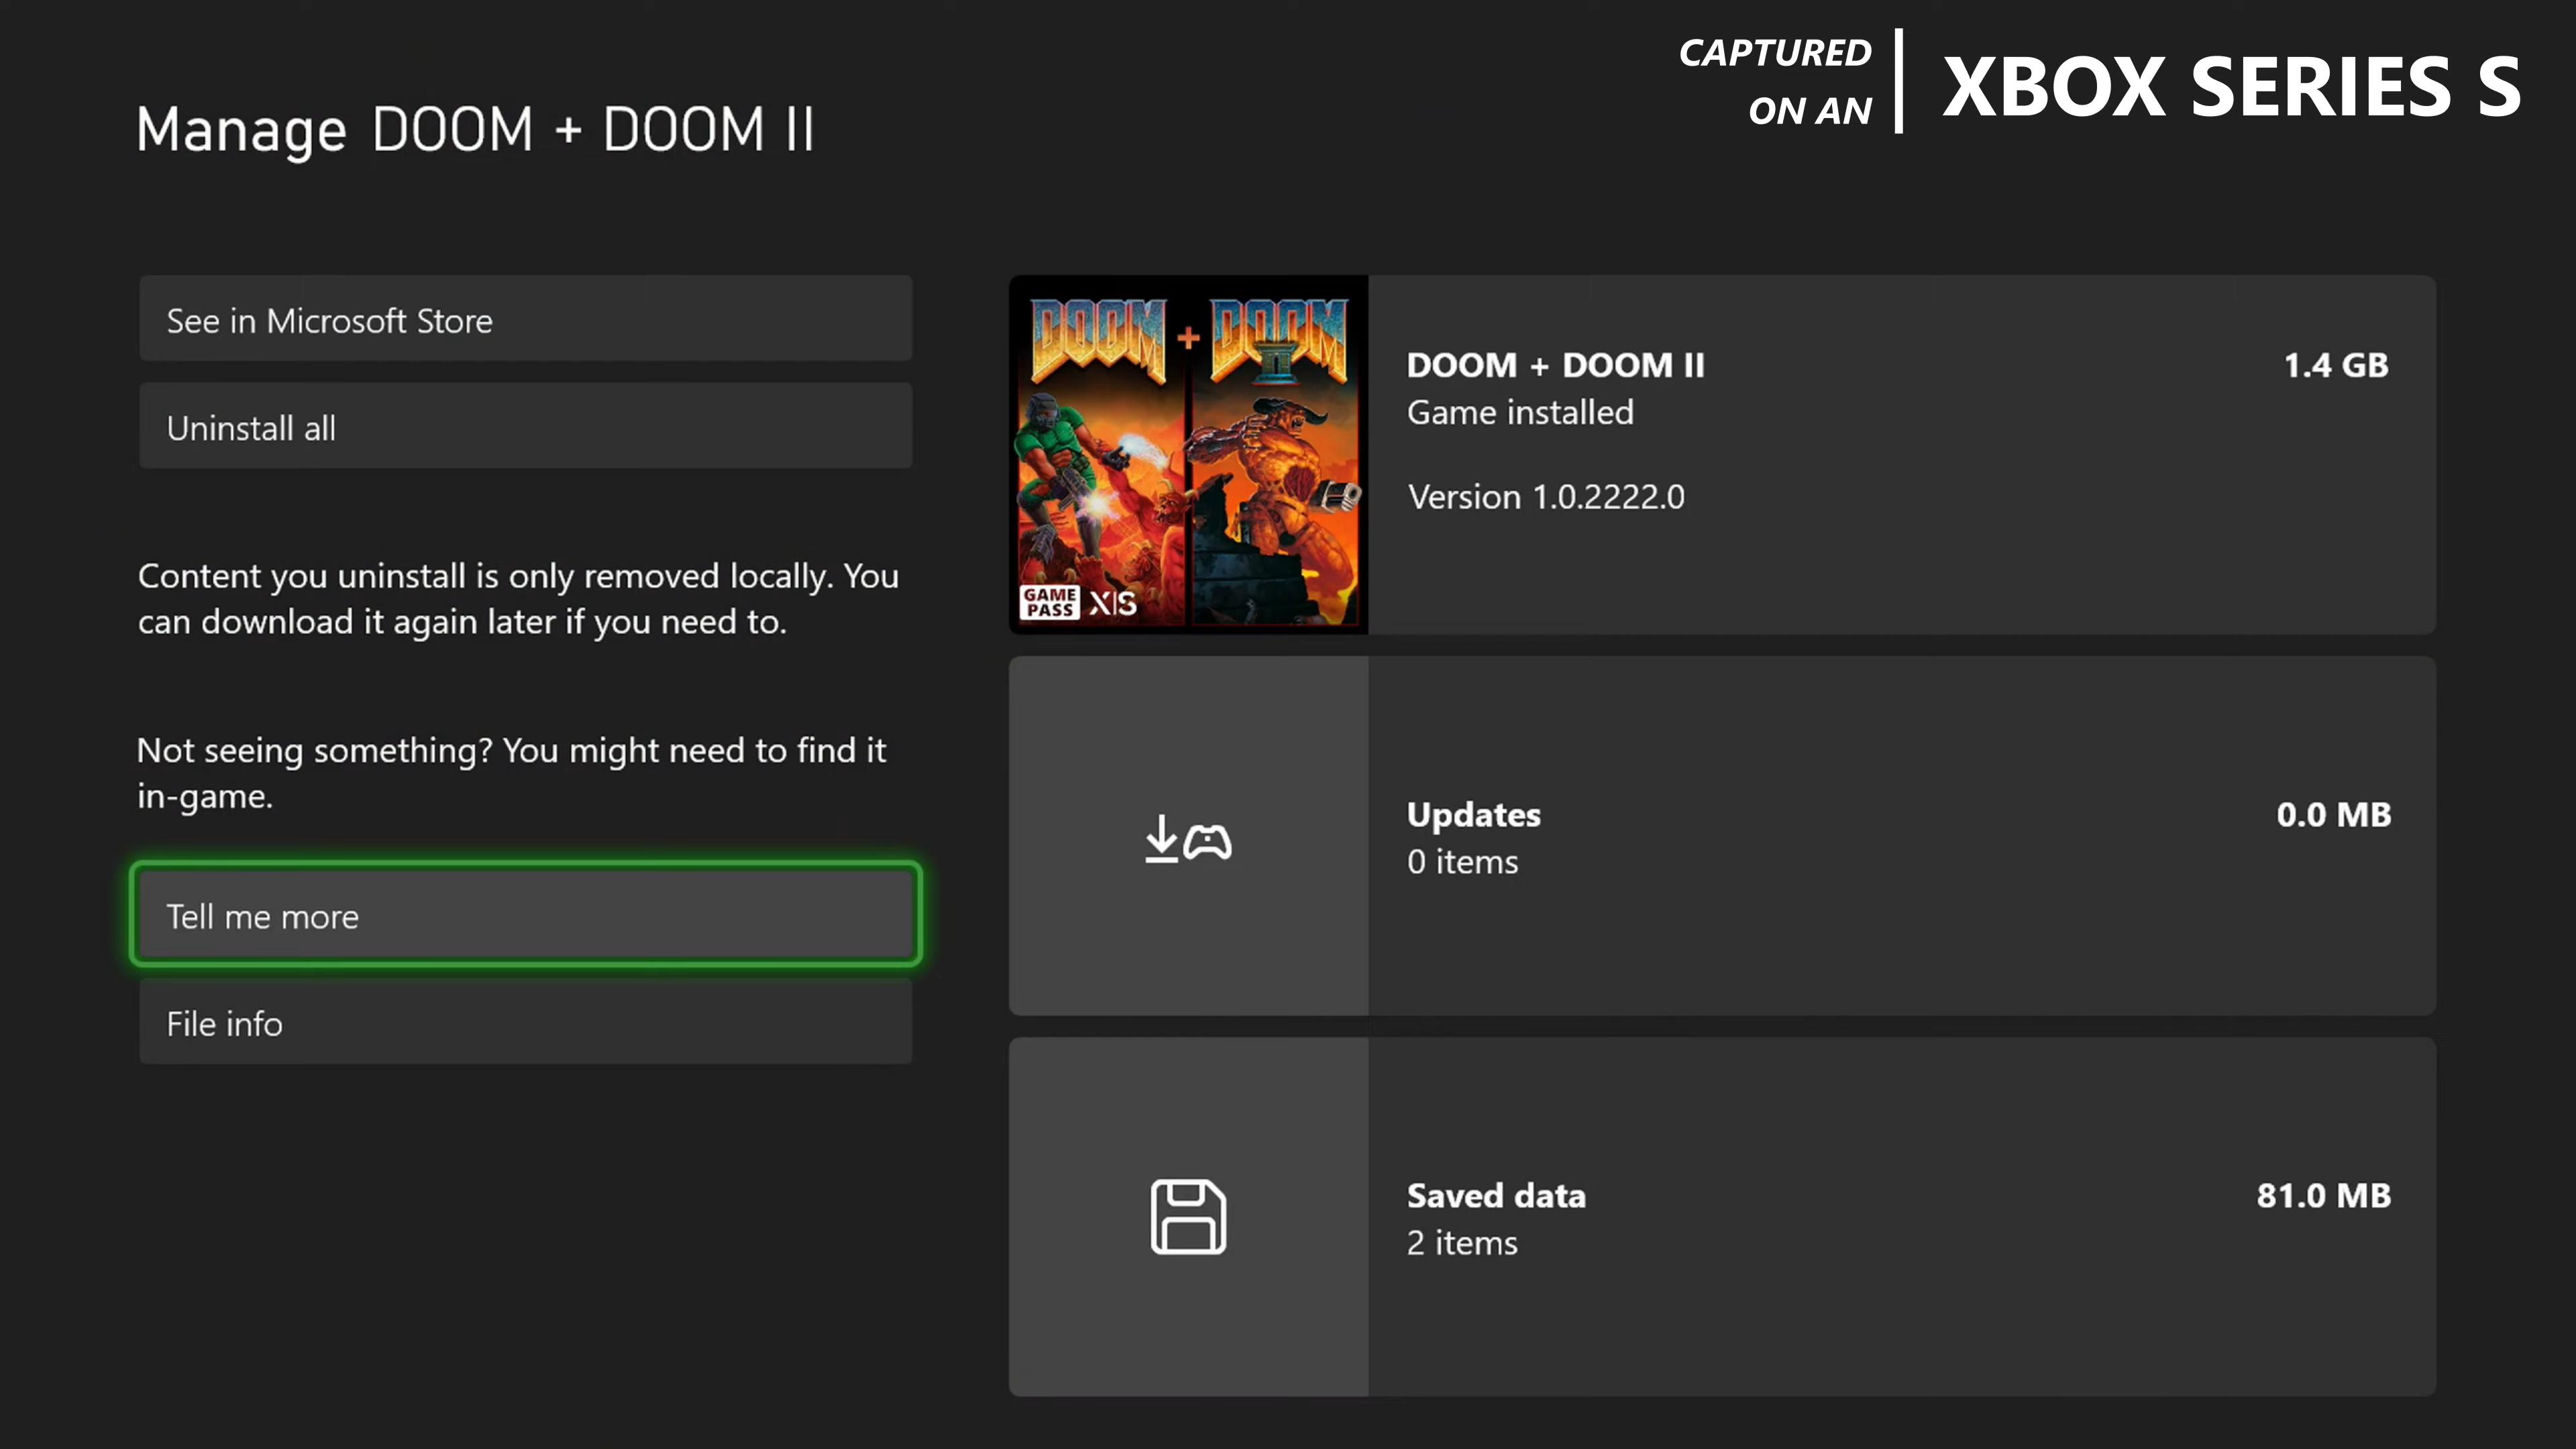 CAPTURED
ON AN
XBOX SERIES S
Manage DOOM + DOOM II
See in Microsoft Store
Uninstall all
Content you uninstall is only removed locally. You
can download it again later if you need to.
Not seeing something? You might need to find it
in-game.
Tell me more
File info
DOOM + DOOM II
GAME
PASS
X|S
DOOM + DOOM II
1.4 GB
Game installed
Version 1.0.2222.0
Updates
0.0 MB
0 items
Saved data
81.0 MB
2 items